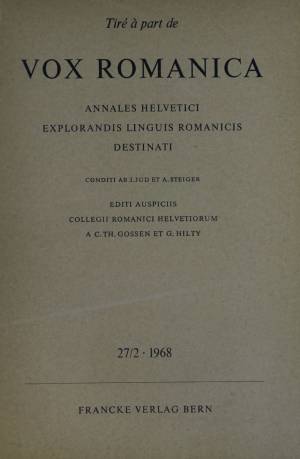 Tiré à part de
VOX ROMANICA
ANNALES HELVETICI
EXPLORANDIS LINGUIS ROMANICIS
DESTINATI
CONDITI AB J. JUD ET A. STEIGER
EDITI AUSPICIIS
COLLEGII ROMANICI HELVETIORUM
A C. TH. GOSSEN ET G. HILTY
27/2 · 1968
FRANCKE VERLAG BERN